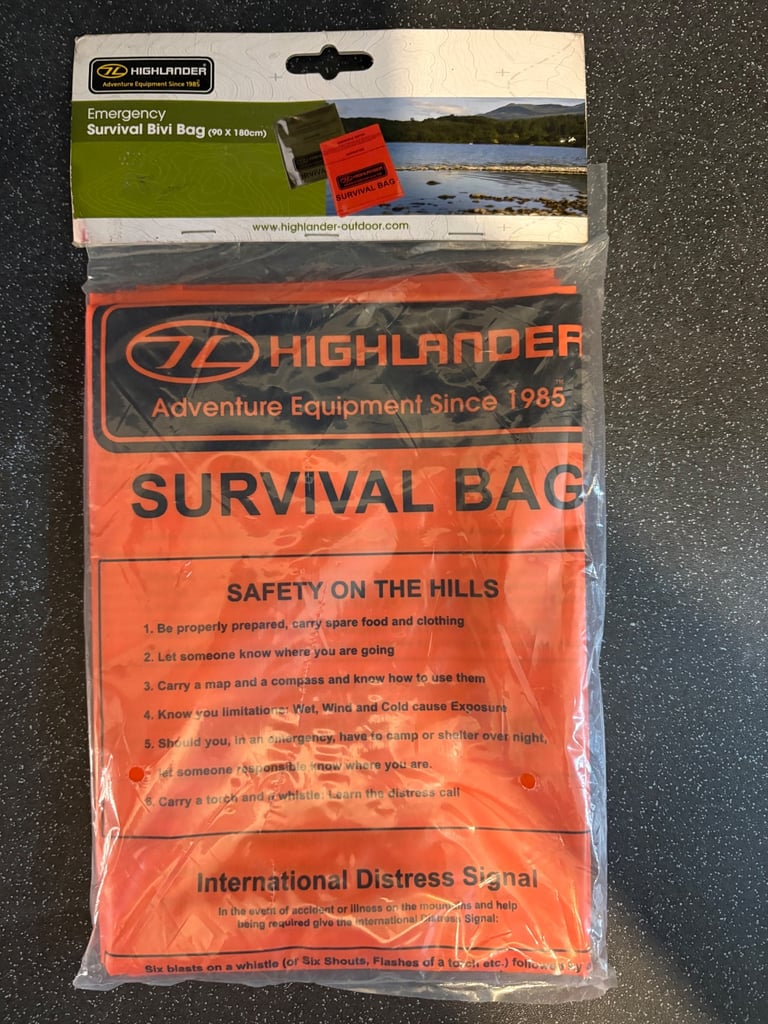 HIGHLANDER
Adventure Equipment Since 1985
Emergency
Survival Bivi Bag (90 X 180cm)
SURVIVAL BAG
www.highlander-outdoor.com
HIGHLANDER
Adventure Equipment Since 1985
SURVIVAL BAG
SAFETY ON THE HILLS
1. Be properly prepared, carry spare food and clothing
2. Let someone know where you are going
3. Carry a map and a compass and know how to use them
4. Know you limitations: Wet, Wind and Cold cause Exposure
5. Should you, in an emergency, have to camp or shelter over night,
let someone responsible know where you are.
6. Carry a torch and a whistle: Learn the distress call
International Distress Signal
In the event of accident or illness on the mountains and help
being required give the International Distress Signal:
Six blasts on a whistle (or Six Shouts, Flashes of a torch etc.) followed by